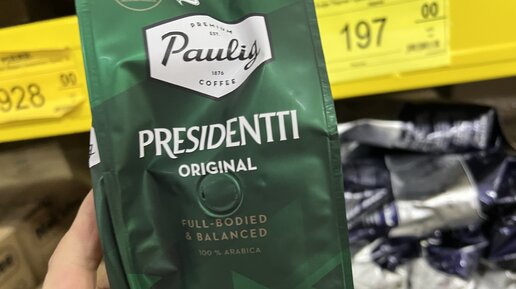 PREMIUM
Paulig
EST.
1876
COFFEE
PRESIDENTTI
ORIGINAL
FULL-BODIED
& BALANCED
100 % ARABICA
197 00
928 00